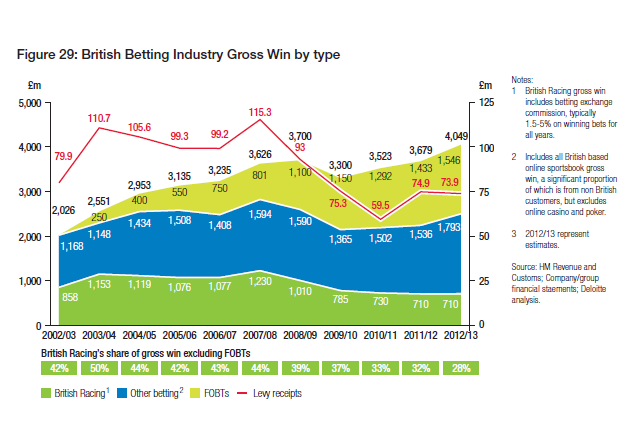 Figure 29: British Betting Industry Gross Win by type
£m
£m
5,000
4,000
3,000
2,000
1,000
0
125
100
75
50
25
0
79.9
110.7
105.6
99.3
99.2
115.3
93
75.3
59.5
74.9
73.9
2,026
2,551
2,953
3,135
3,235
3,626
3,700
3,300
3,523
3,679
4,049
250
400
550
750
801
1,100
1,150
1,292
1,433
1,546
1,168
1,148
1,434
1,508
1,408
1,594
1,590
1,365
1,502
1,536
1,793
858
1,153
1,119
1,076
1,077
1,230
1,010
785
730
710
710
2002/03 2003/04 2004/05 2005/06 2006/07 2007/08 2008/09 2009/10 2010/11 2011/12 2012/13
British Racing's share of gross win excluding FOBTs
42% 50% 44% 42% 43% 44% 39% 37% 33% 32% 28%
British Racing1 Other betting2 FOBTs Levy receipts
Notes:
1 British Racing gross win
includes betting exchange
commission, typically
1.5-5% on winning bets for
all years.
2 Includes all British based
online sportsbook gross
win, a significant proportion
of which is from non British
customers, but excludes
online casino and poker.
3 2012/13 represent
estimates.
Source: HM Revenue and
Customs; Company/group
financial staements; Deloitte
analysis.